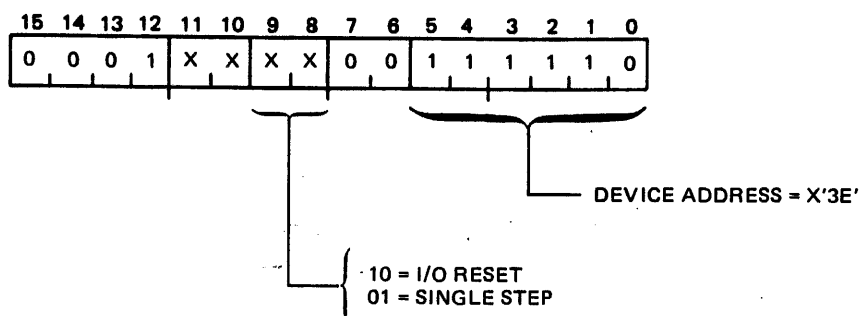 15 14 13 12 11 10 9 8 7 6 5 4 3 2 1 0
0 0 0 1 X X X X 0 0 1 1 1 1 1 0
DEVICE ADDRESS = X'3E'
10 = I/O RESET
01 = SINGLE STEP